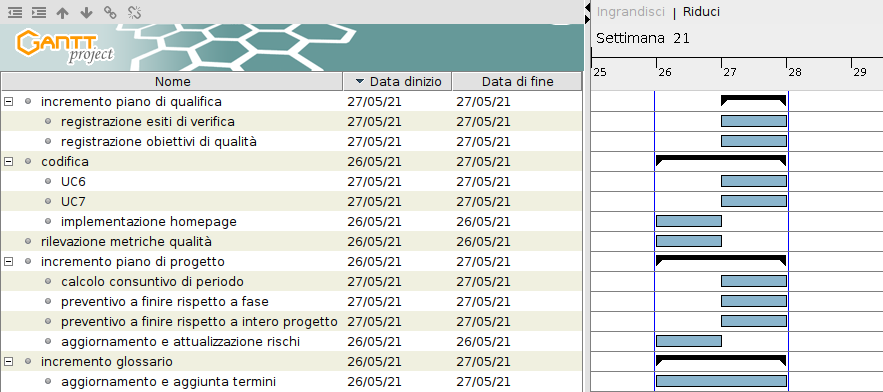 Ingrandisci | Riduci
GANTT project
Settimana 21
Nome Data dinizio Data di fine
25 26 27 28 29
incremento piano di qualifica 27/05/21 27/05/21
registrazione esiti di verifica 27/05/21 27/05/21
registrazione obiettivi di qualità 27/05/21 27/05/21
codifica 26/05/21 27/05/21
UC6 27/05/21 27/05/21
UC7 27/05/21 27/05/21
implementazione homepage 26/05/21 26/05/21
rilevazione metriche qualità 26/05/21 26/05/21
incremento piano di progetto 26/05/21 27/05/21
calcolo consuntivo di periodo 27/05/21 27/05/21
preventivo a finire rispetto a fase 27/05/21 27/05/21
preventivo a finire rispetto a intero progetto 27/05/21 27/05/21
aggiornamento e attualizzazione rischi 26/05/21 26/05/21
incremento glossario 26/05/21 27/05/21
aggiornamento e aggiunta termini 26/05/21 27/05/21